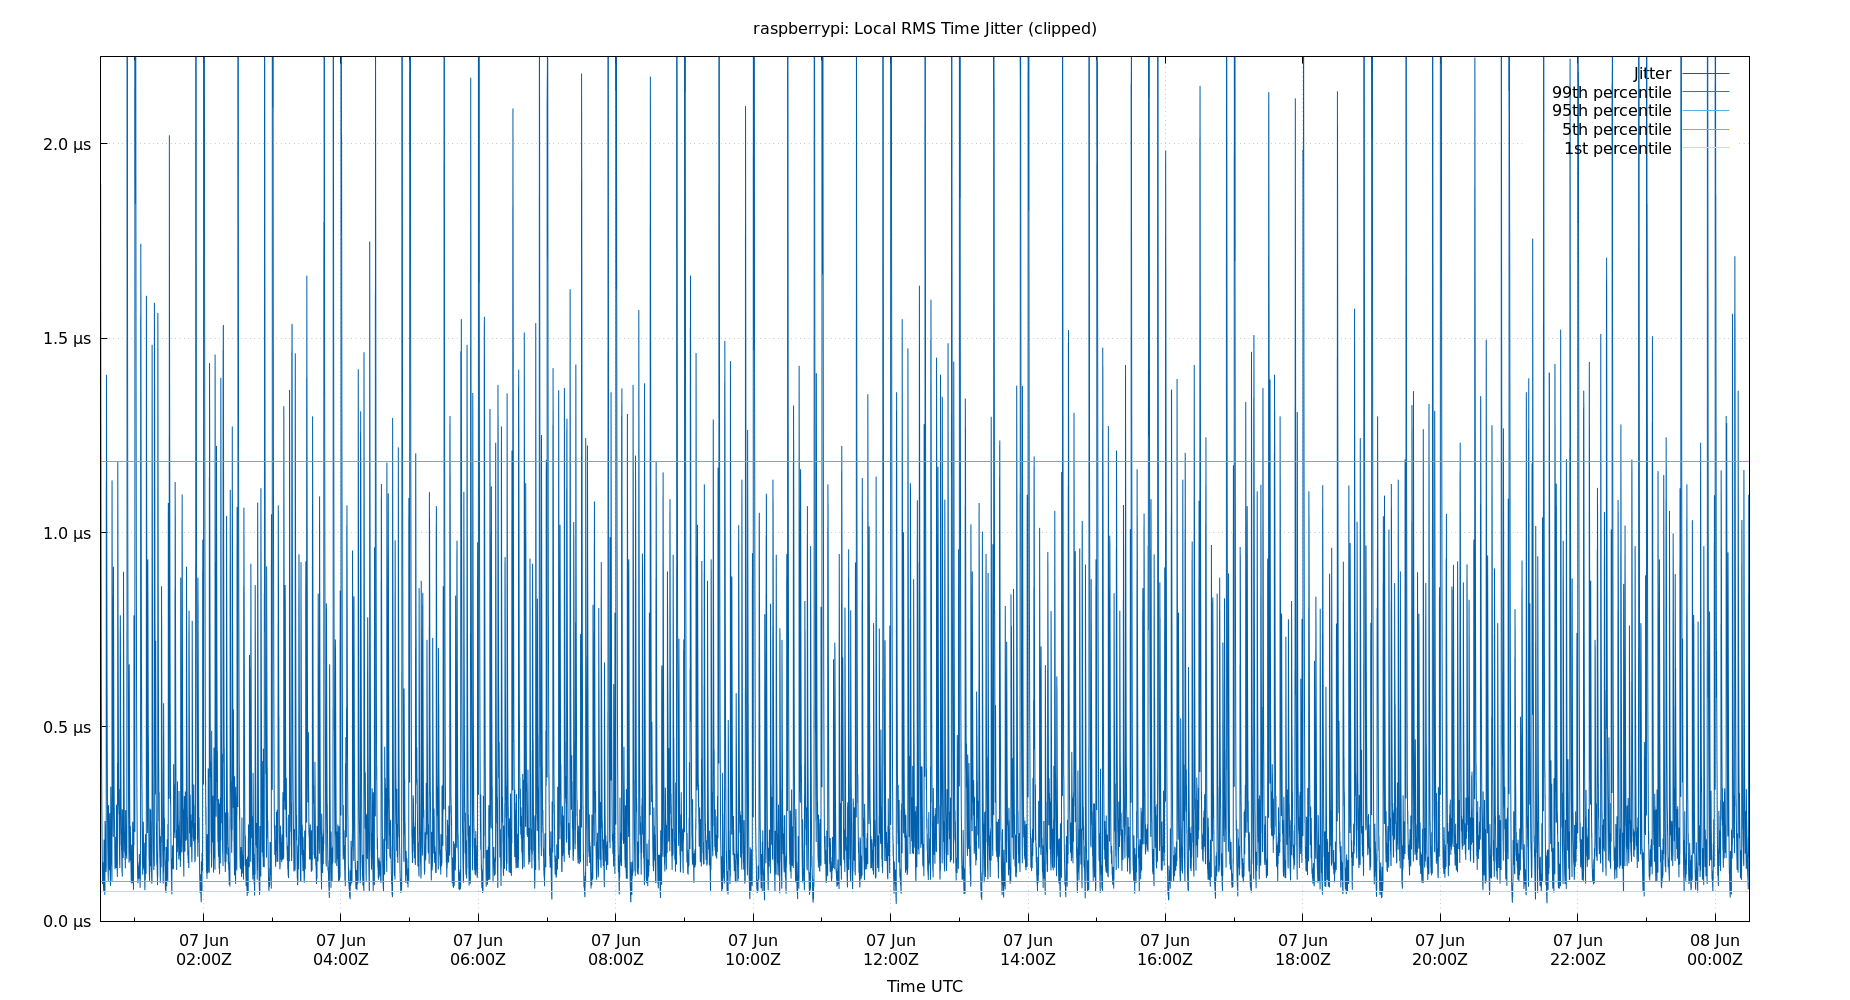 raspberrypi: Local RMS Time Jitter (clipped)
Jitter
99th percentile
95th percentile
5th percentile
1st percentile
2.0 µs
1.5 µs
1.0 µs
0.5 µs
0.0 µs
07 Jun 07 Jun 07 Jun 07 Jun 07 Jun 07 Jun 07 Jun 07 Jun 07 Jun 07 Jun 07 Jun 08 Jun
02:00Z 04:00Z 06:00Z 08:00Z 10:00Z 12:00Z 14:00Z 16:00Z 18:00Z 20:00Z 22:00Z 00:00Z
Time UTC